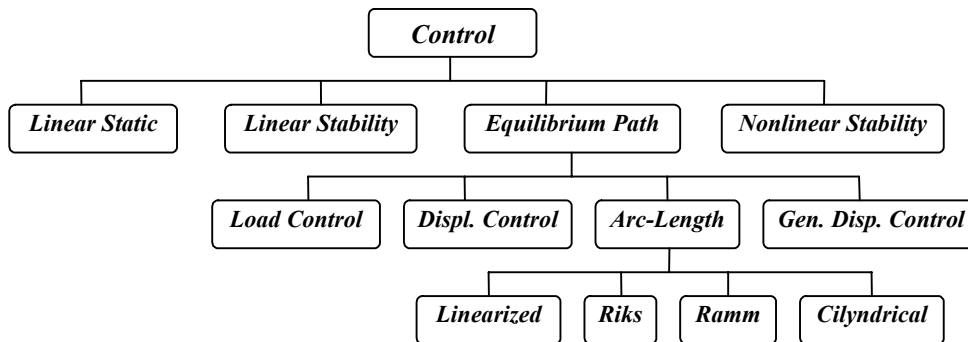 Control
Linear Static
Linear Stability
Equilibrium Path
Nonlinear Stability
Load Control
Displ. Control
Arc-Length
Gen. Disp. Control
Linearized
Riks
Ramm
Cilyndrical